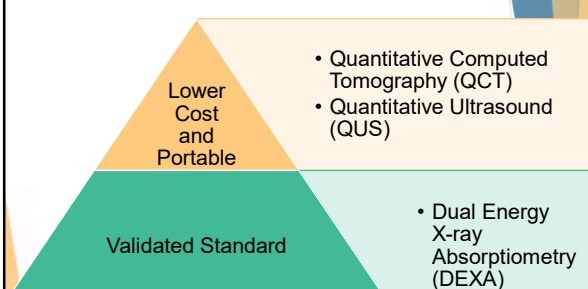 Lower
Cost
and
Portable
• Quantitative Computed
Tomography (QCT)
• Quantitative Ultrasound
(QUS)
Validated Standard
• Dual Energy
X-ray
Absorptiometry
(DEXA)